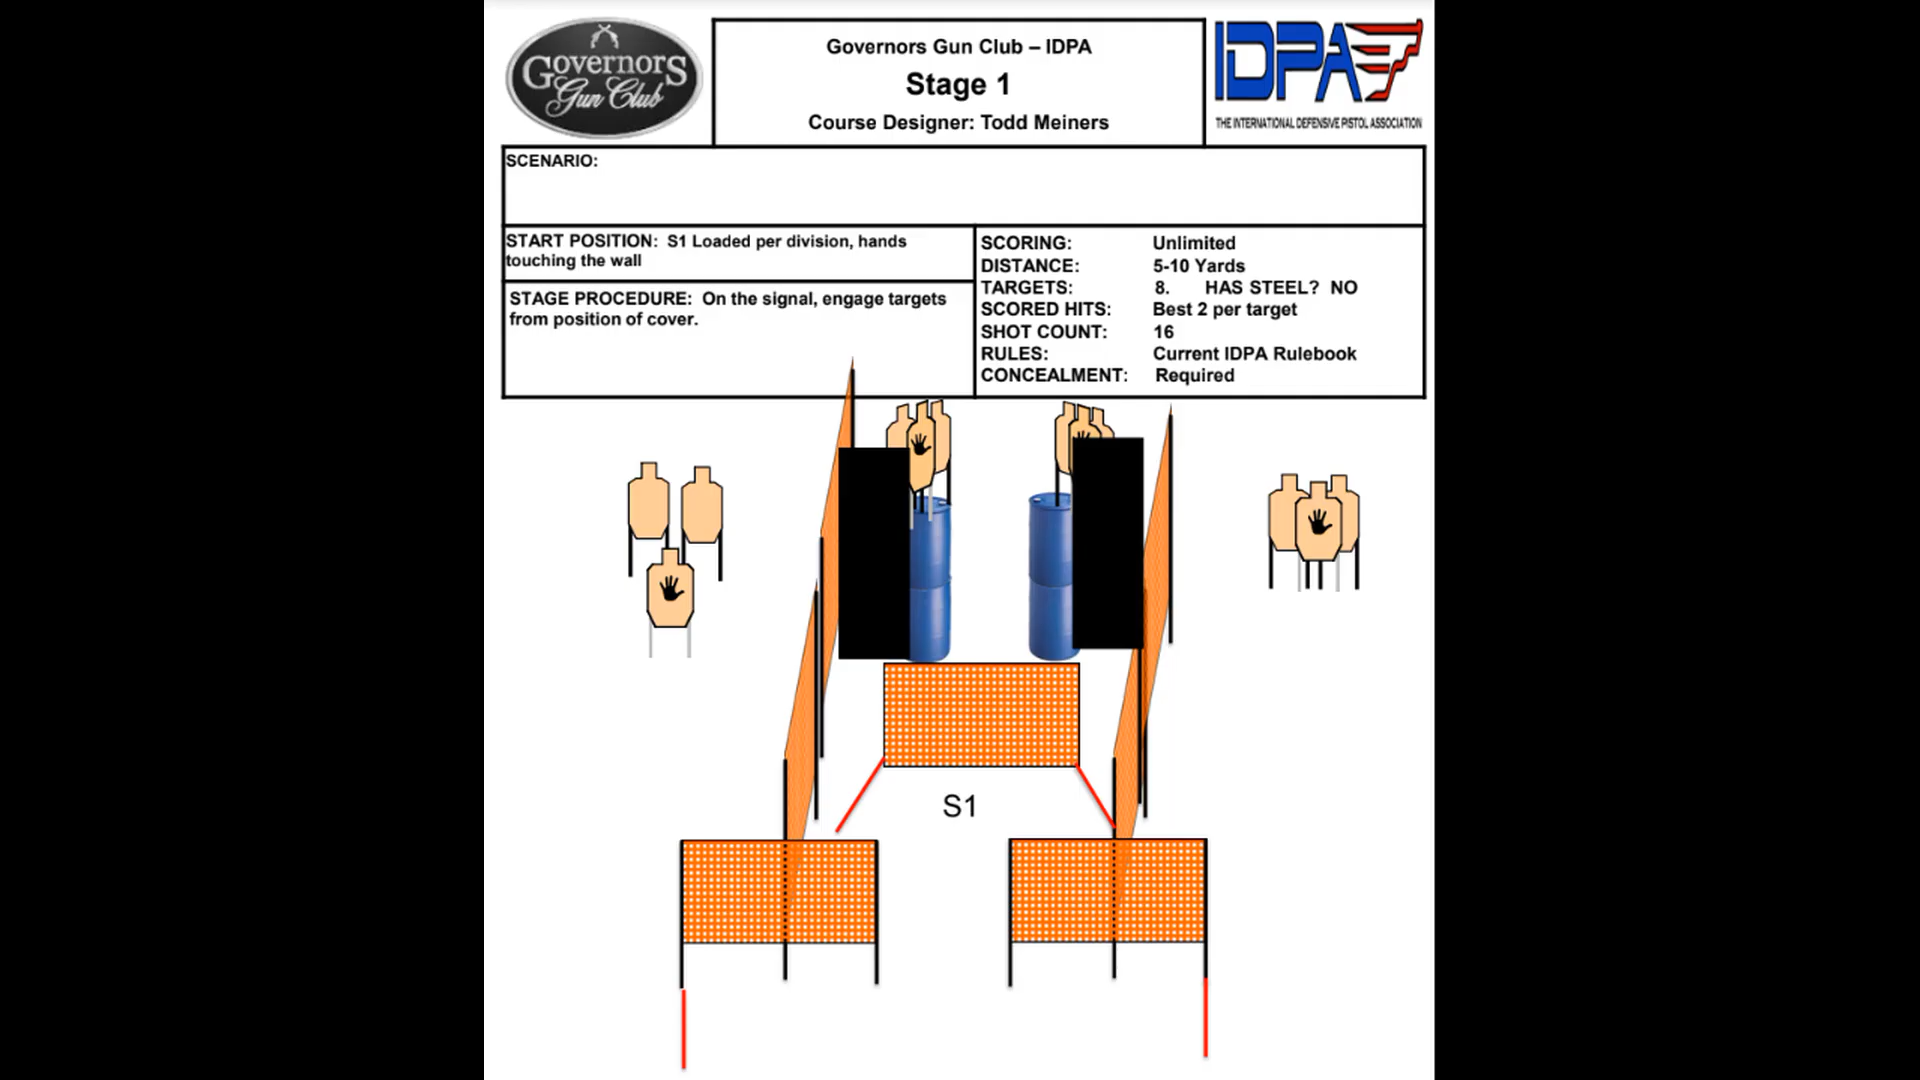 Governors
Gun Club
Governors Gun Club – IDPA
Stage 1
Course Designer: Todd Meiners
IDPA
THE INTERNATIONAL DEFENSIVE PISTOL ASSOCIATION
SCENARIO:
START POSITION: S1 Loaded per division, hands
touching the wall
STAGE PROCEDURE: On the signal, engage targets
from position of cover.
SCORING: Unlimited
DISTANCE: 5-10 Yards
TARGETS: 8. HAS STEEL? NO
SCORED HITS: Best 2 per target
SHOT COUNT: 16
RULES: Current IDPA Rulebook
CONCEALMENT: Required
S1